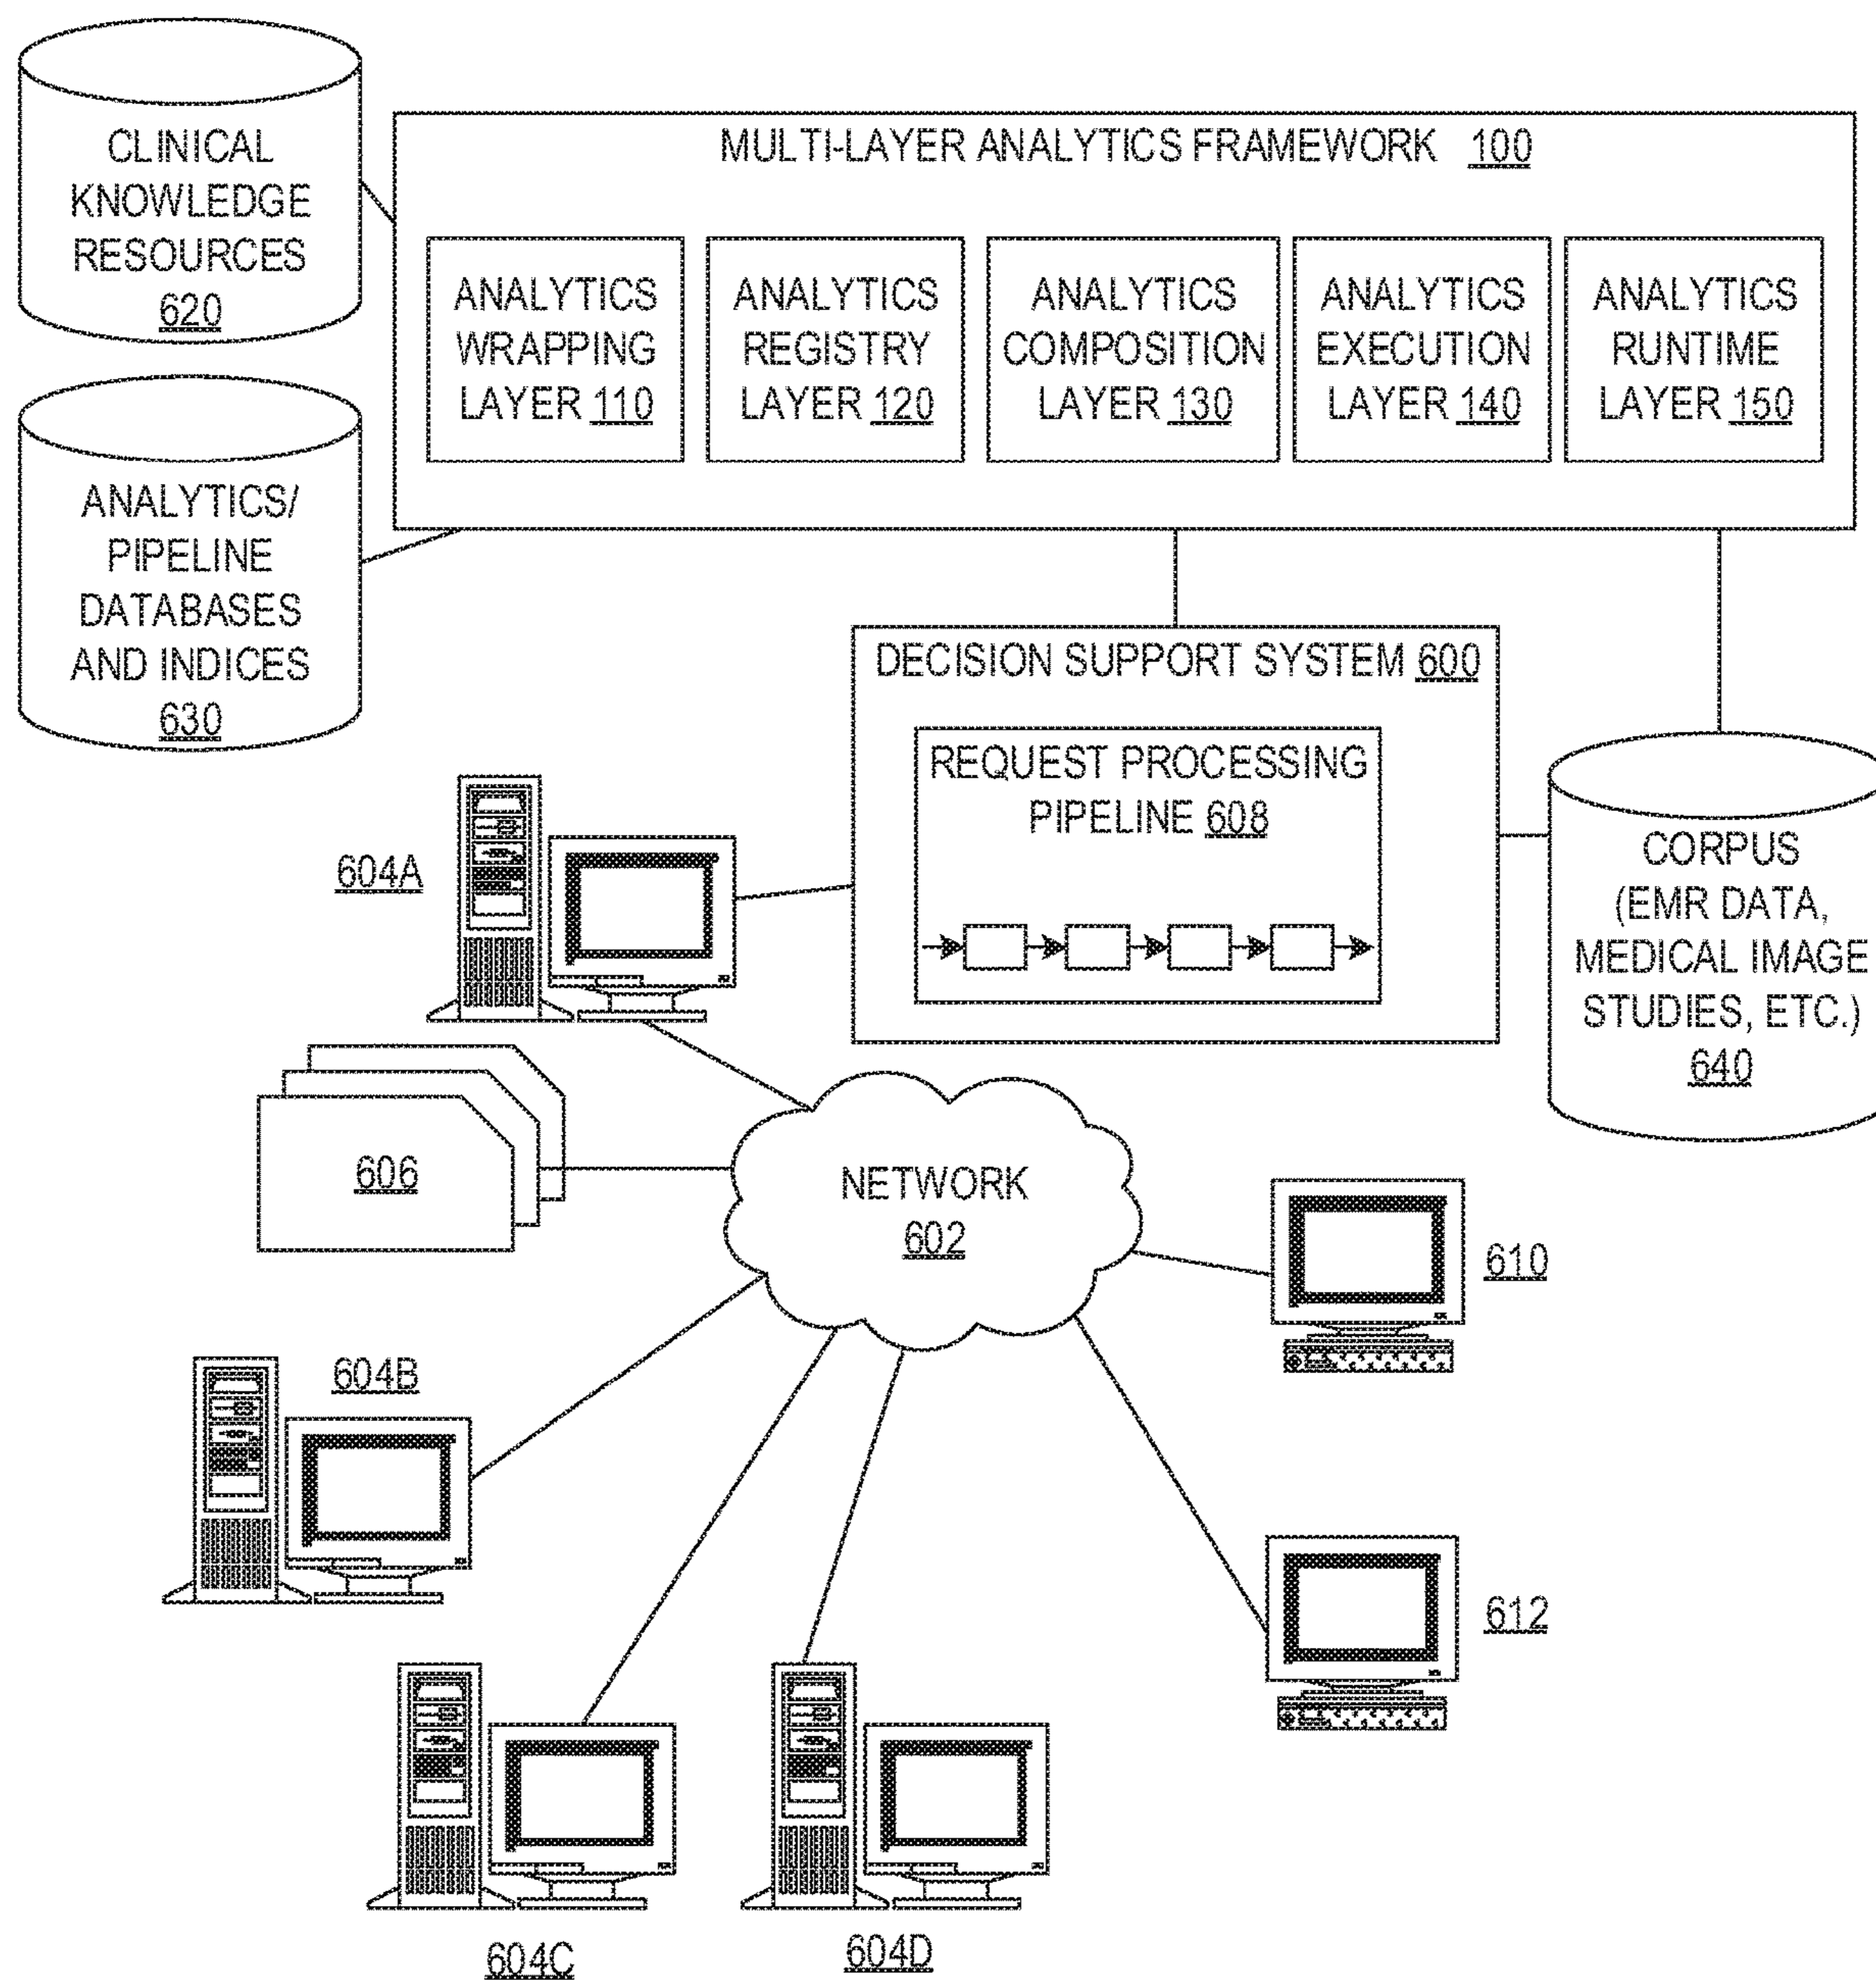 CLINICAL
KNOWLEDGE
RESOURCES
620
MULTI-LAYER ANALYTICS FRAMEWORK 100
ANALYTICS
WRAPPING
LAYER 110
ANALYTICS
REGISTRY
LAYER 120
ANALYTICS
COMPOSITION
LAYER 130
ANALYTICS
EXECUTION
LAYER 140
ANALYTICS
RUNTIME
LAYER 150
ANALYTICS/
PIPELINE
DATABASES
AND INDICES
630
DECISION SUPPORT SYSTEM 600
REQUEST PROCESSING
PIPELINE 608
CORPUS
(EMR DATA,
MEDICAL IMAGE
STUDIES, ETC.)
640
604A
606
NETWORK
602
610
604B
612
604C
604D